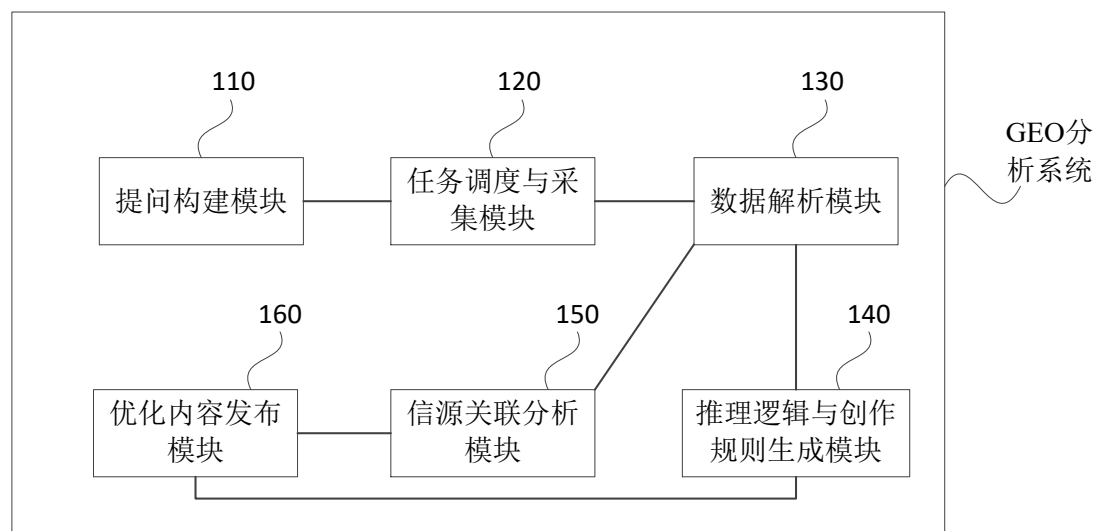 110
120
130
提问构建模块
任务调度与采
集模块
数据解析模块
GEO分
析系统
160
150
140
优化内容发布
模块
信源关联分析
模块
推理逻辑与创作
规则生成模块